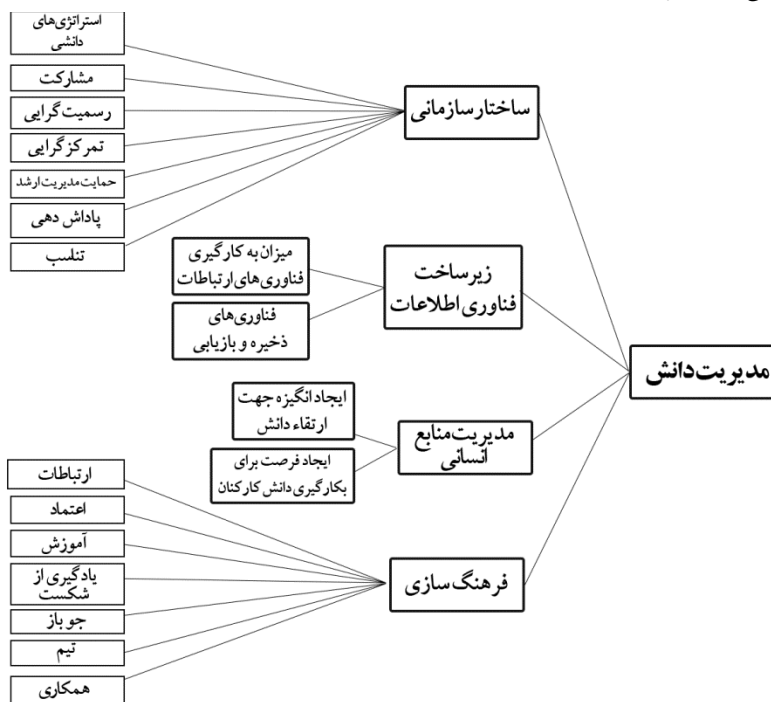 استراتژی‌های
دانشی
مشارکت
رسمیت‌گرایی
تمرکزگرایی
حمایت مدیریت ارشد
پاداش دهی
تناسب
ساختار سازمانی
میزان به کارگیری
فناوری‌های ارتباطات
فناوری‌های
ذخیره و بازیابی
زیرساخت
فناوری اطلاعات
مدیریت دانش
ایجاد انگیزه جهت
ارتقاء دانش
ایجاد فرصت برای
بکارگیری دانش کارکنان
مدیریت منابع
انسانی
ارتباطات
اعتماد
آموزش
یادگیری از
شکست
جو باز
تیم
همکاری
فرهنگ سازی